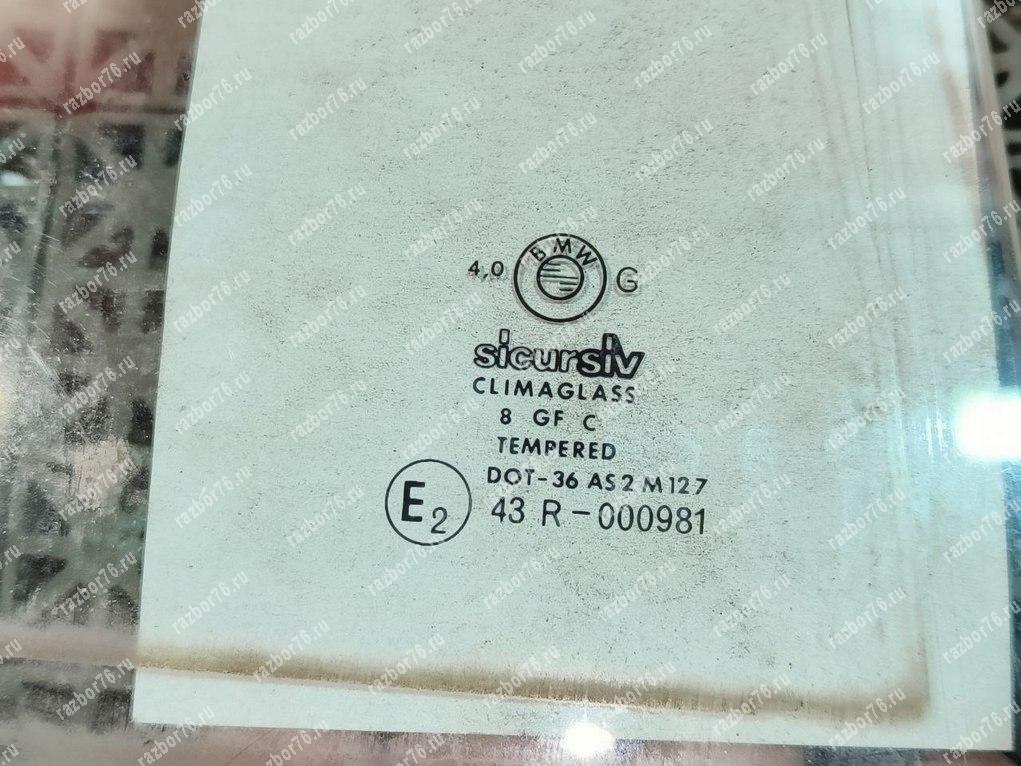 4,0 BMW G
sicursiv
CLIMAGLASS
8 GF C
TEMPERED
DOT-36 AS2 M127
E2 43 R-000981
razbor76.ru